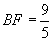 BF = 9/5